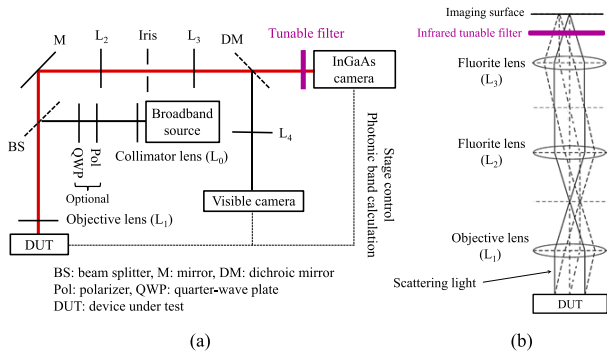 M
L2
Iris
L3
DM
Tunable filter
InGaAs
camera
BS
QWP
Pol
Optional
Broadband
source
Collimator lens (L0)
L4
Visible camera
Stage control
Photonic band calculation
Objective lens (L1)
DUT
BS: beam splitter, M: mirror, DM: dichroic mirror
Pol: polarizer, QWP: quarter-wave plate
DUT: device under test
(a)
Imaging surface
Infrared tunable filter
Fluorite lens
(L3)
Fluorite lens
(L2)
Objective lens
(L1)
Scattering light
DUT
(b)